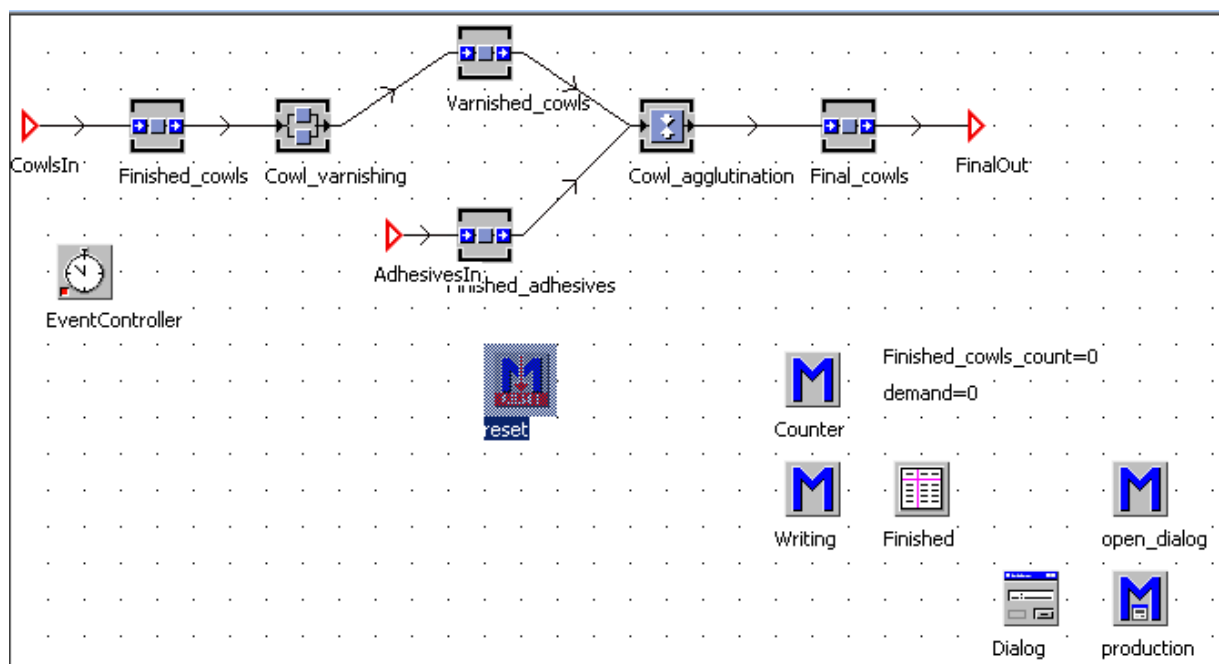 Varnished_cowls
CowlsIn
Finished_cowls
Cowl_varnishing
Cowl_agglutination
Final_cowls
FinalOut
AdhesivesIn
Finished_adhesives
EventController
reset
Counter
Finished_cowls_count=0
demand=0
Writing
Finished
open_dialog
Dialog
production